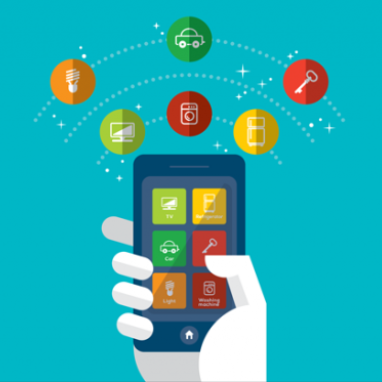 TV
Refrigerator
Car
Light
Washing
machine